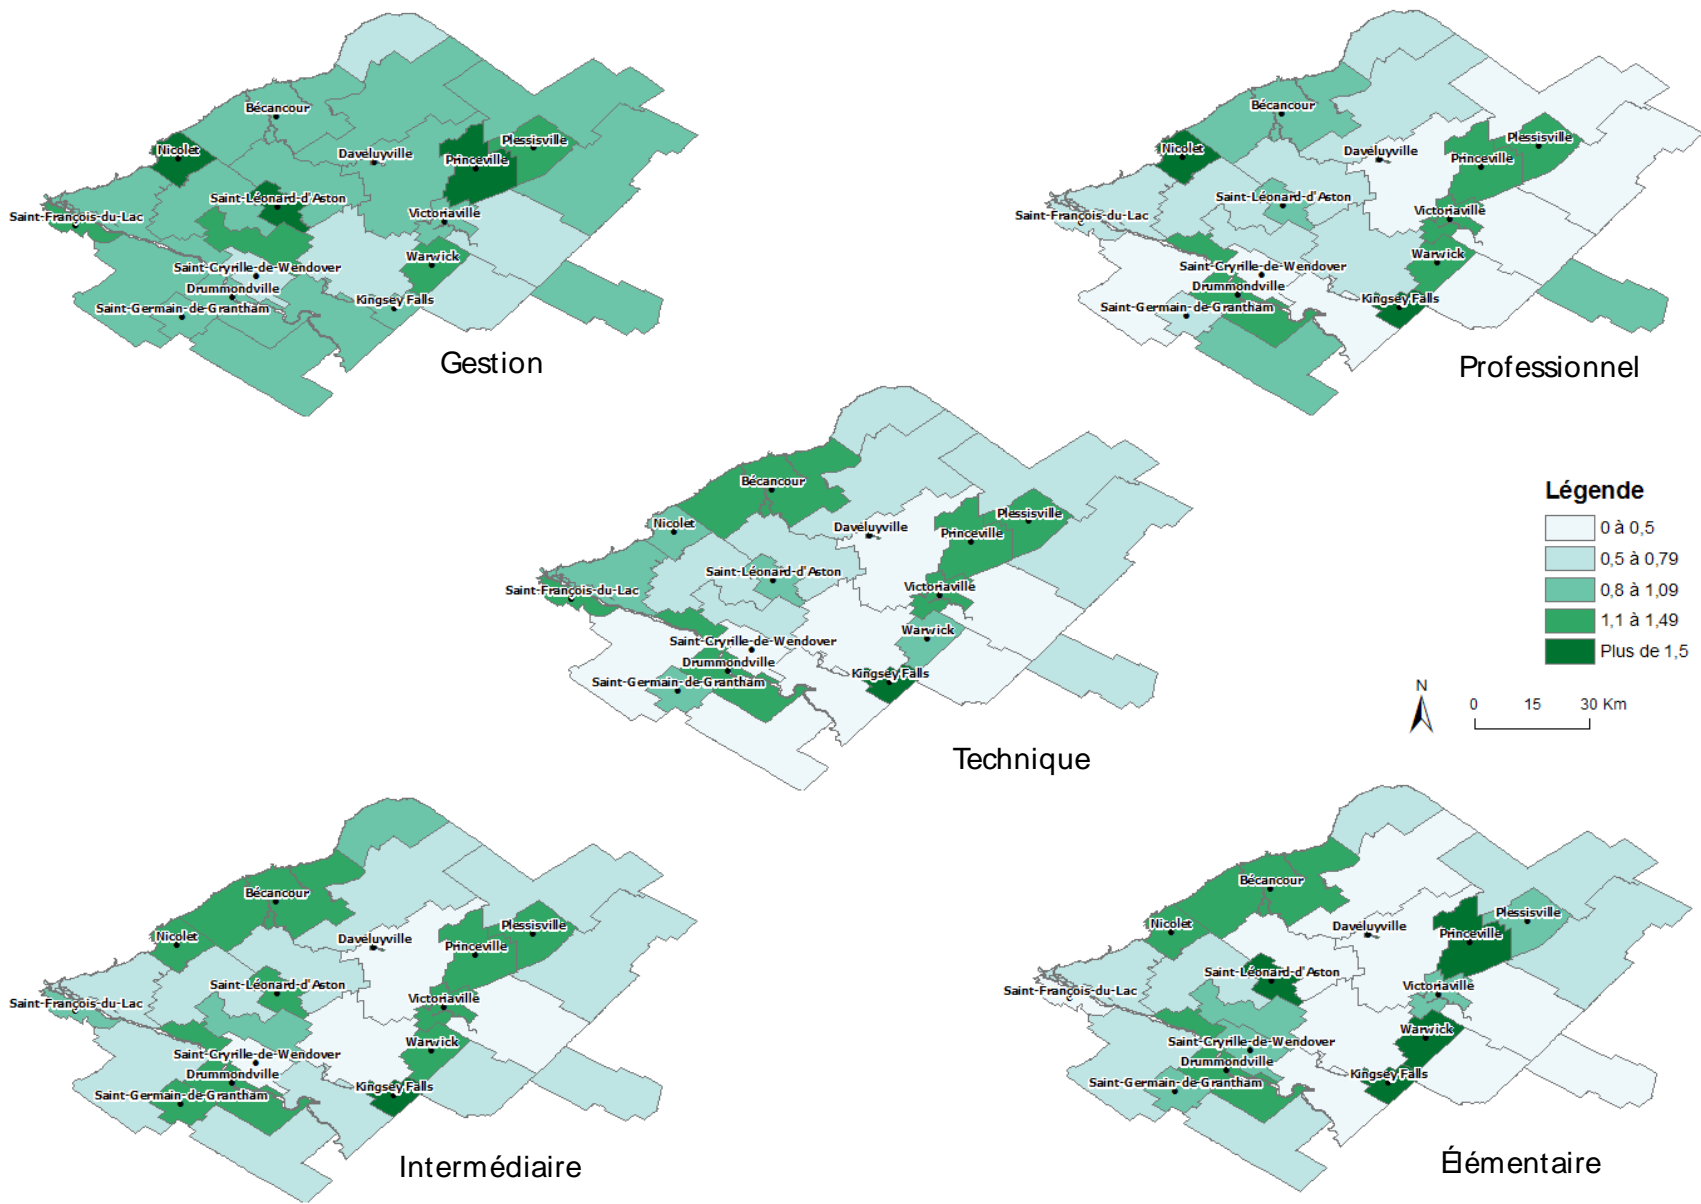 Bécancour
Nicolet
Daveluyville
Plessisville
Princeville
Saint-Léonard-d'Aston
Saint-François-du-Lac
Victoriaville
Warwick
Saint-Cryrille-de-Wendover
Drummondville
Kingsey Falls
Saint-Germain-de-Grantham
Gestion
Bécancour
Nicolet
Daveluyville
Plessisville
Princeville
Saint-Léonard-d'Aston
Saint-François-du-Lac
Victoriaville
Warwick
Saint-Cryrille-de-Wendover
Drummondville
Kingsey Falls
Saint-Germain-de-Grantham
Professionnel
Bécancour
Nicolet
Daveluyville
Plessisville
Princeville
Saint-Léonard-d'Aston
Saint-François-du-Lac
Victoriaville
Warwick
Saint-Cryrille-de-Wendover
Drummondville
Kingsey Falls
Saint-Germain-de-Grantham
Technique
Légende
0 à 0,5
0,5 à 0,79
0,8 à 1,09
1,1 à 1,49
Plus de 1,5
N
0 15 30 Km
Bécancour
Nicolet
Daveluyville
Plessisville
Princeville
Saint-Léonard-d'Aston
Saint-François-du-Lac
Victoriaville
Warwick
Saint-Cryrille-de-Wendover
Drummondville
Kingsey Falls
Saint-Germain-de-Grantham
Intermédiaire
Bécancour
Nicolet
Daveluyville
Plessisville
Princeville
Saint-Léonard-d'Aston
Saint-François-du-Lac
Victoriaville
Warwick
Saint-Cryrille-de-Wendover
Drummondville
Kingsey Falls
Saint-Germain-de-Grantham
Élémentaire